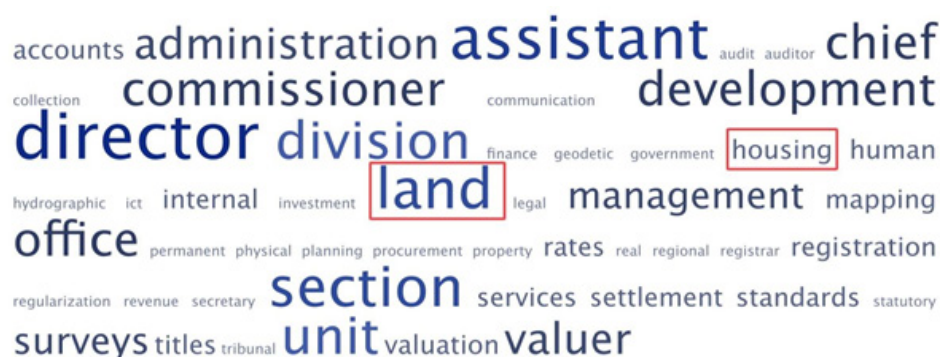 accounts administration assistant audit auditor chief
collection commissioner communication development
director division finance geodetic government housing human
hydrographic ict internal investment land legal management mapping
office permanent physical planning procurement property rates real regional registrar registration
regularization revenue secretary section services settlement standards statutory
surveys titles tribunal unit valuation valuer